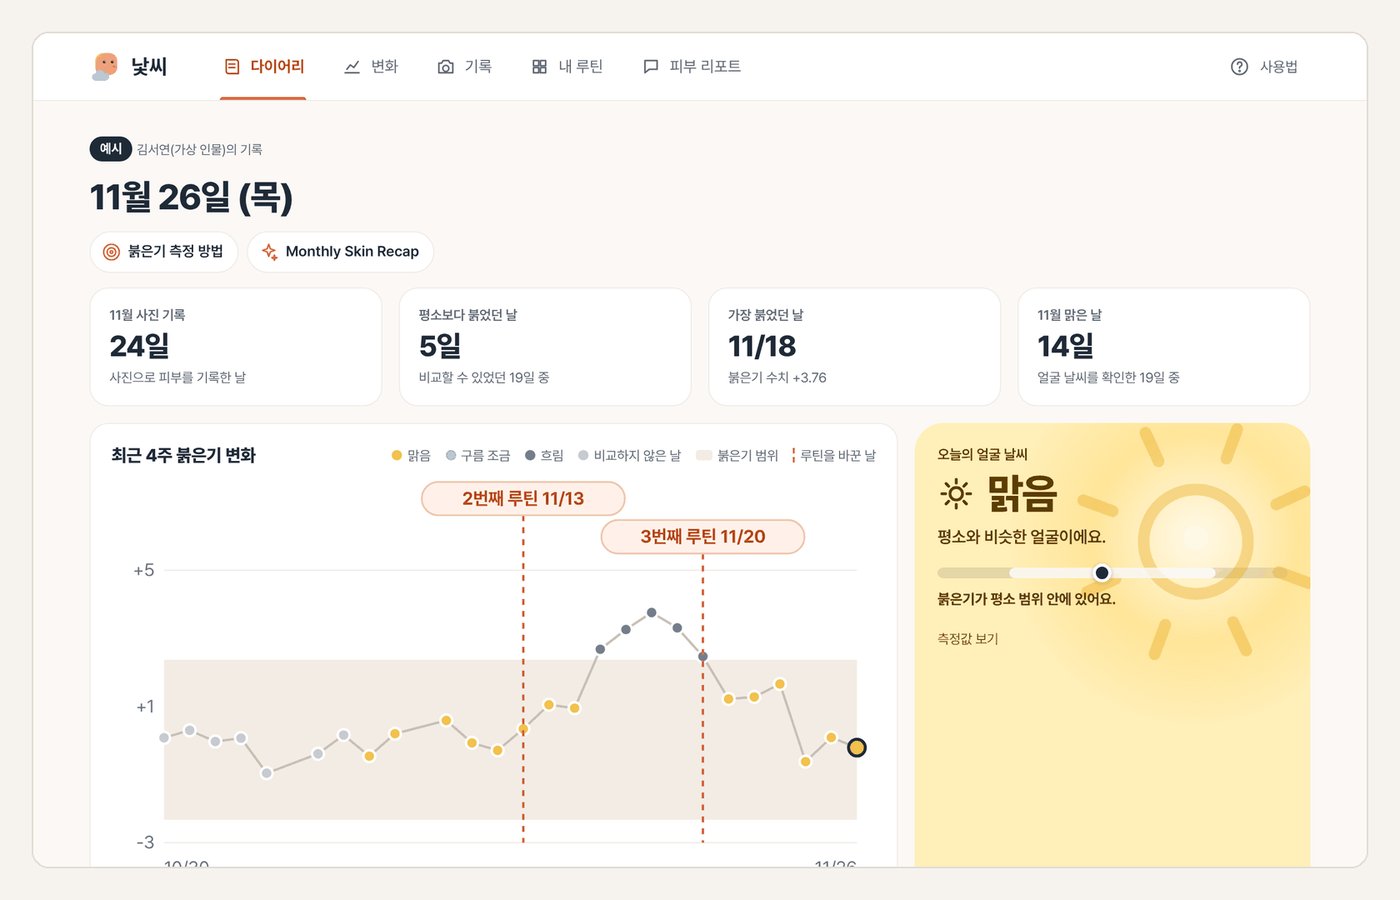 낯씨
다이어리
변화
기록
내 루틴
피부 리포트
사용법
예시 김서연(가상 인물)의 기록
11월 26일 (목)
붉은기 측정 방법
Monthly Skin Recap
11월 사진 기록
24일
사진으로 피부를 기록한 날
평소보다 붉었던 날
5일
비교할 수 있었던 19일 중
가장 붉었던 날
11/18
붉은기 수치 +3.76
11월 맑은 날
14일
얼굴 날씨를 확인한 19일 중
최근 4주 붉은기 변화
맑음
구름 조금
흐림
비교하지 않은 날
붉은기 범위
루틴을 바꾼 날
2번째 루틴 11/13
3번째 루틴 11/20
+5
+1
-3
10/30
11/26
오늘의 얼굴 날씨
맑음
평소와 비슷한 얼굴이에요.
붉은기가 평소 범위 안에 있어요.
측정값 보기